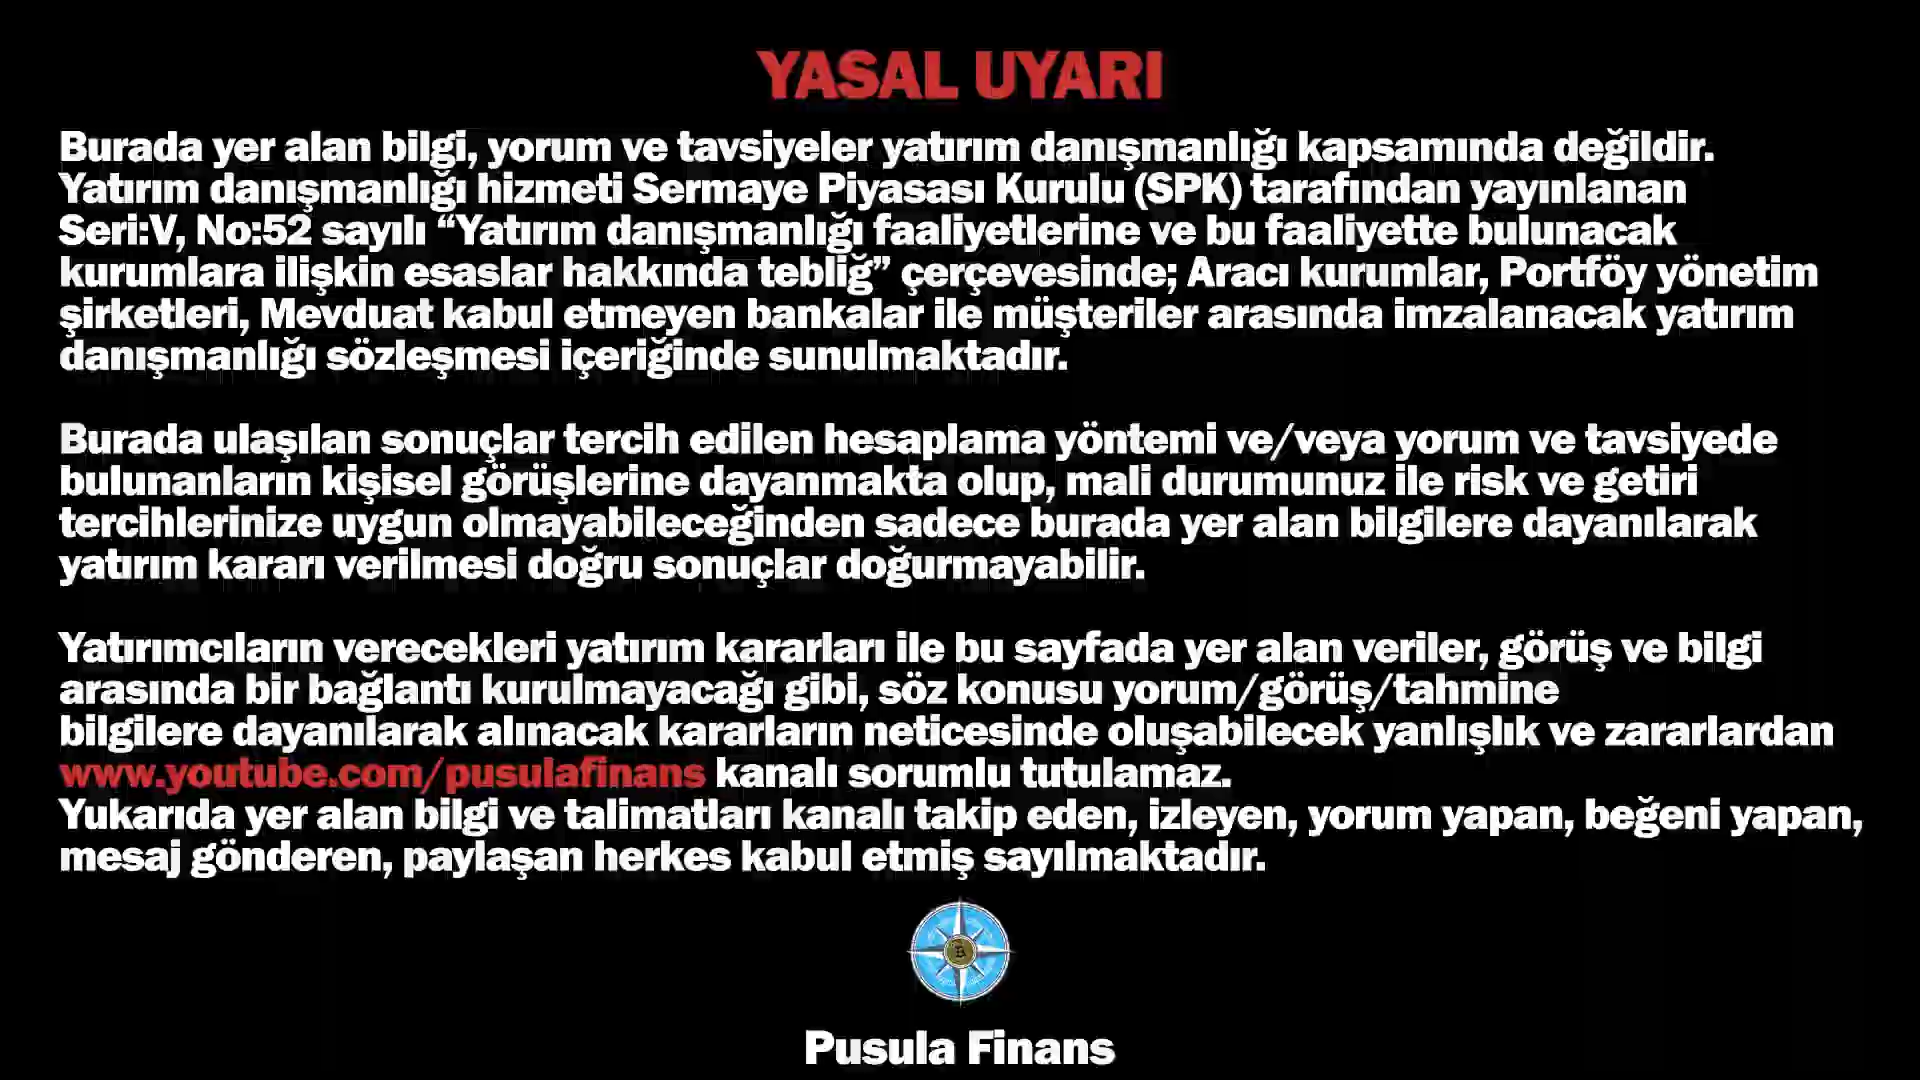 YASAL UYARI
Burada yer alan bilgi, yorum ve tavsiyeler yatırım danışmanlığı kapsamında değildir.
Yatırım danışmanlığı hizmeti Sermaye Piyasası Kurulu (SPK) tarafından yayınlanan
Seri:V, No:52 sayılı “Yatırım danışmanlığı faaliyetlerine ve bu faaliyette bulunacak
kurumlara ilişkin esaslar hakkında tebliğ” çerçevesinde; Aracı kurumlar, Portföy yönetim
şirketleri, Mevduat kabul etmeyen bankalar ile müşteriler arasında imzalanacak yatırım
danışmanlığı sözleşmesi içeriğinde sunulmaktadır.
Burada ulaşılan sonuçlar tercih edilen hesaplama yöntemi ve/veya yorum ve tavsiyede
bulunanların kişisel görüşlerine dayanmakta olup, mali durumunuz ile risk ve getiri
tercihlerinize uygun olmayabileceğinden sadece burada yer alan bilgilere dayanılarak
yatırım kararı verilmesi doğru sonuçlar doğurmayabilir.
Yatırımcıların verecekleri yatırım kararları ile bu sayfada yer alan veriler, görüş ve bilgi
arasında bir bağlantı kurulmayacağı gibi, söz konusu yorum/görüş/tahmine
bilgilere dayanılarak alınacak kararların neticesinde oluşabilecek yanlışlık ve zararlardan
www.youtube.com/pusulafinans kanalı sorumlu tutulamaz.
Yukarıda yer alan bilgi ve talimatları kanalı takip eden, izleyen, yorum yapan, beğeni yapan,
mesaj gönderen, paylaşan herkes kabul etmiş sayılmaktadır.
Pusula Finans